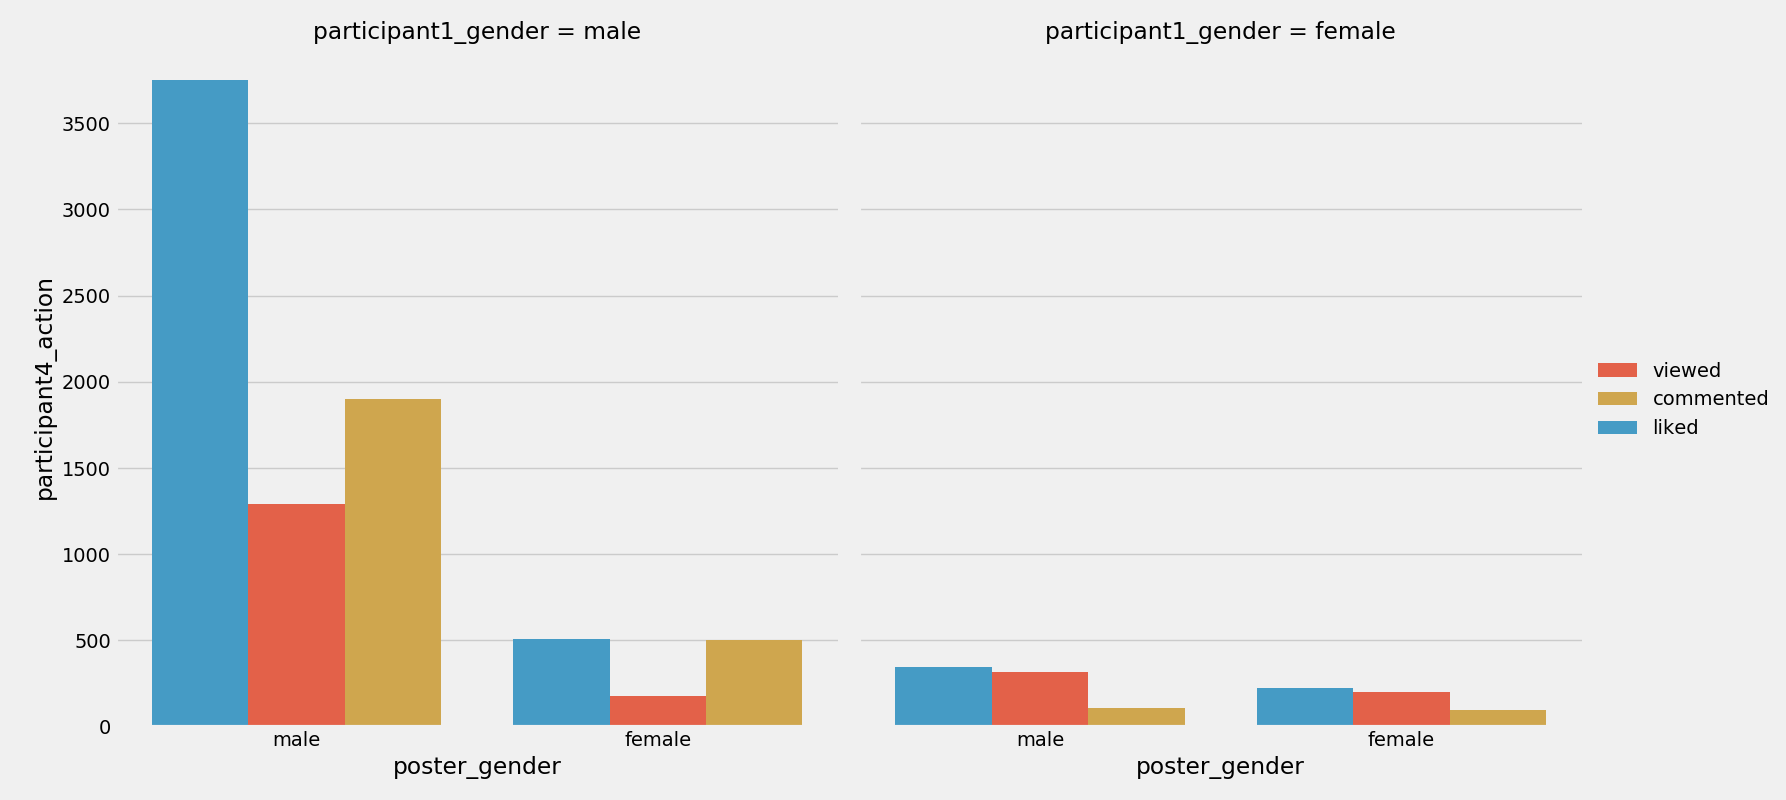 participant1_gender = male
participant1_gender = female
participant4_action
3500
3000
2500
2000
1500
1000
500
0
male
female
male
female
poster_gender
poster_gender
viewed
commented
liked